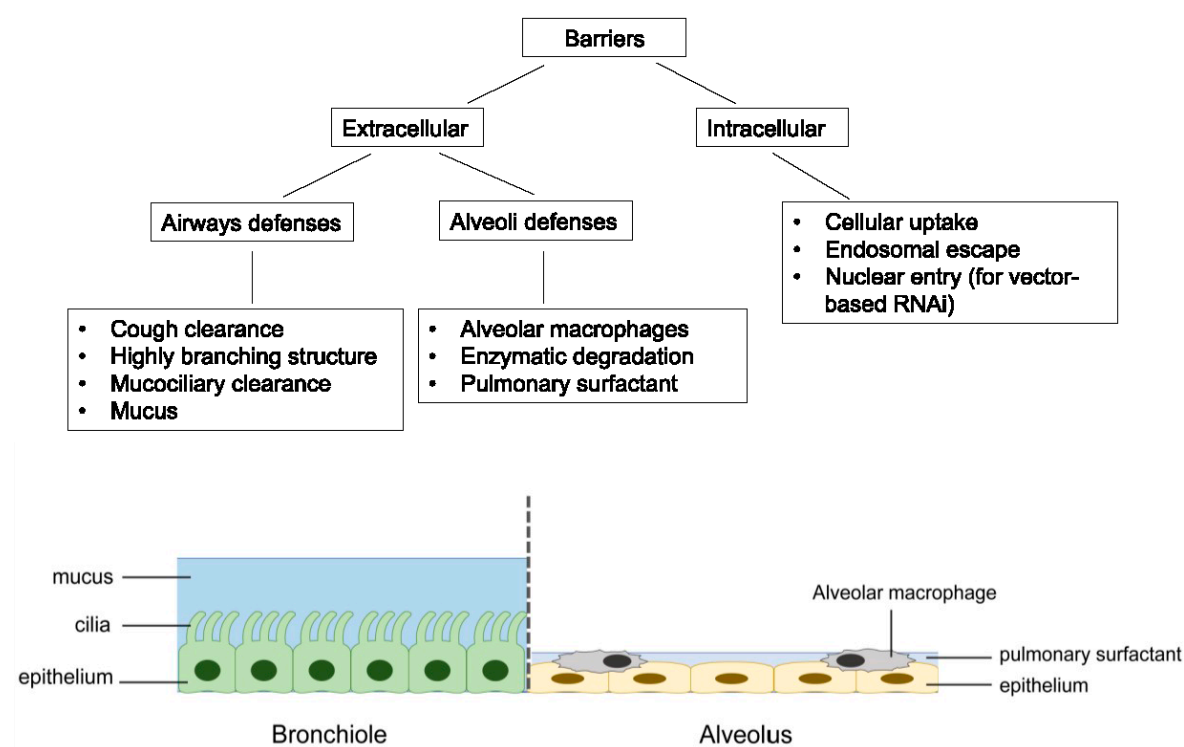 Barriers
Extracellular
Intracellular
Airways defenses
Alveoli defenses
• Cellular uptake
• Endosomal escape
• Nuclear entry (for vector-
based RNAi)
• Cough clearance
• Highly branching structure
• Mucociliary clearance
• Mucus
• Alveolar macrophages
• Enzymatic degradation
• Pulmonary surfactant
mucus
cilia
epithelium
Alveolar macrophage
pulmonary surfactant
epithelium
Bronchiole
Alveolus